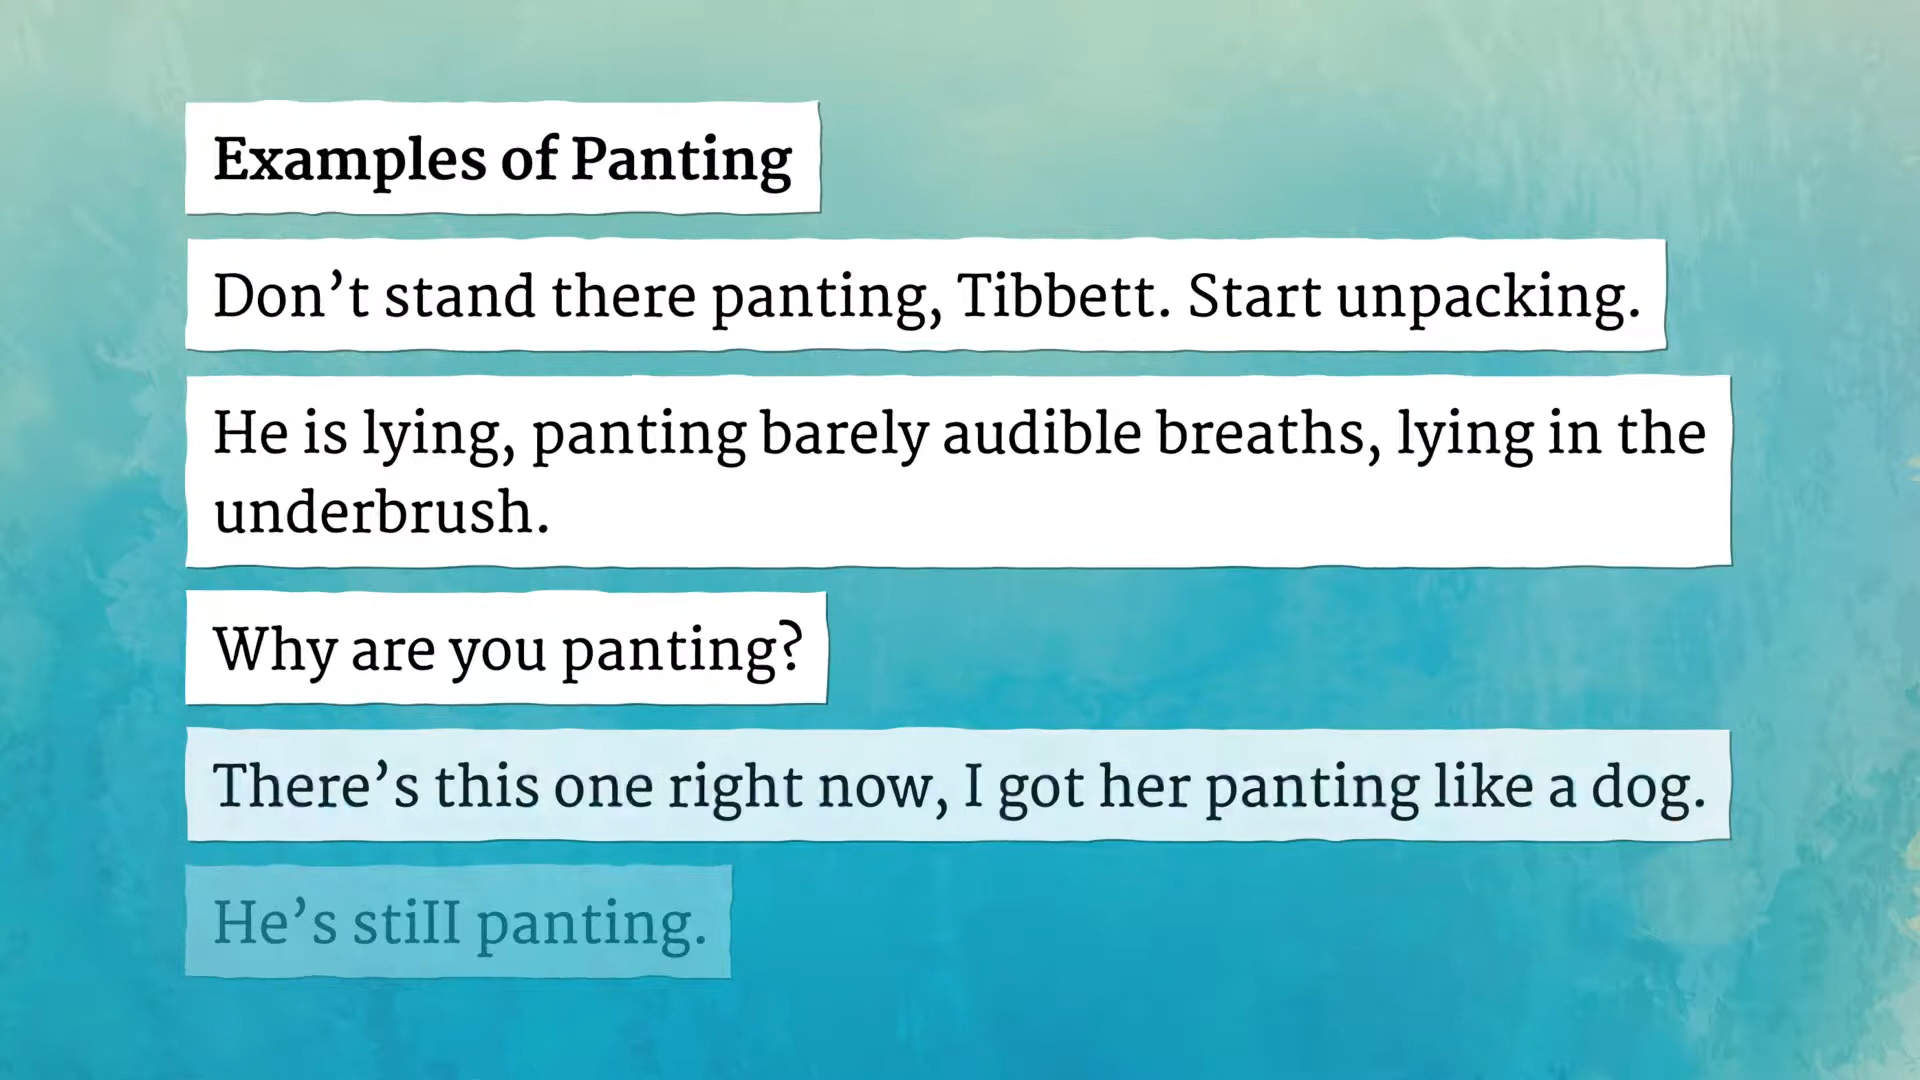 Examples of Panting
Don’t stand there panting, Tibbett. Start unpacking.
He is lying, panting barely audible breaths, lying in the
underbrush.
Why are you panting?
There’s this one right now, I got her panting like a dog.
He’s stiII panting.